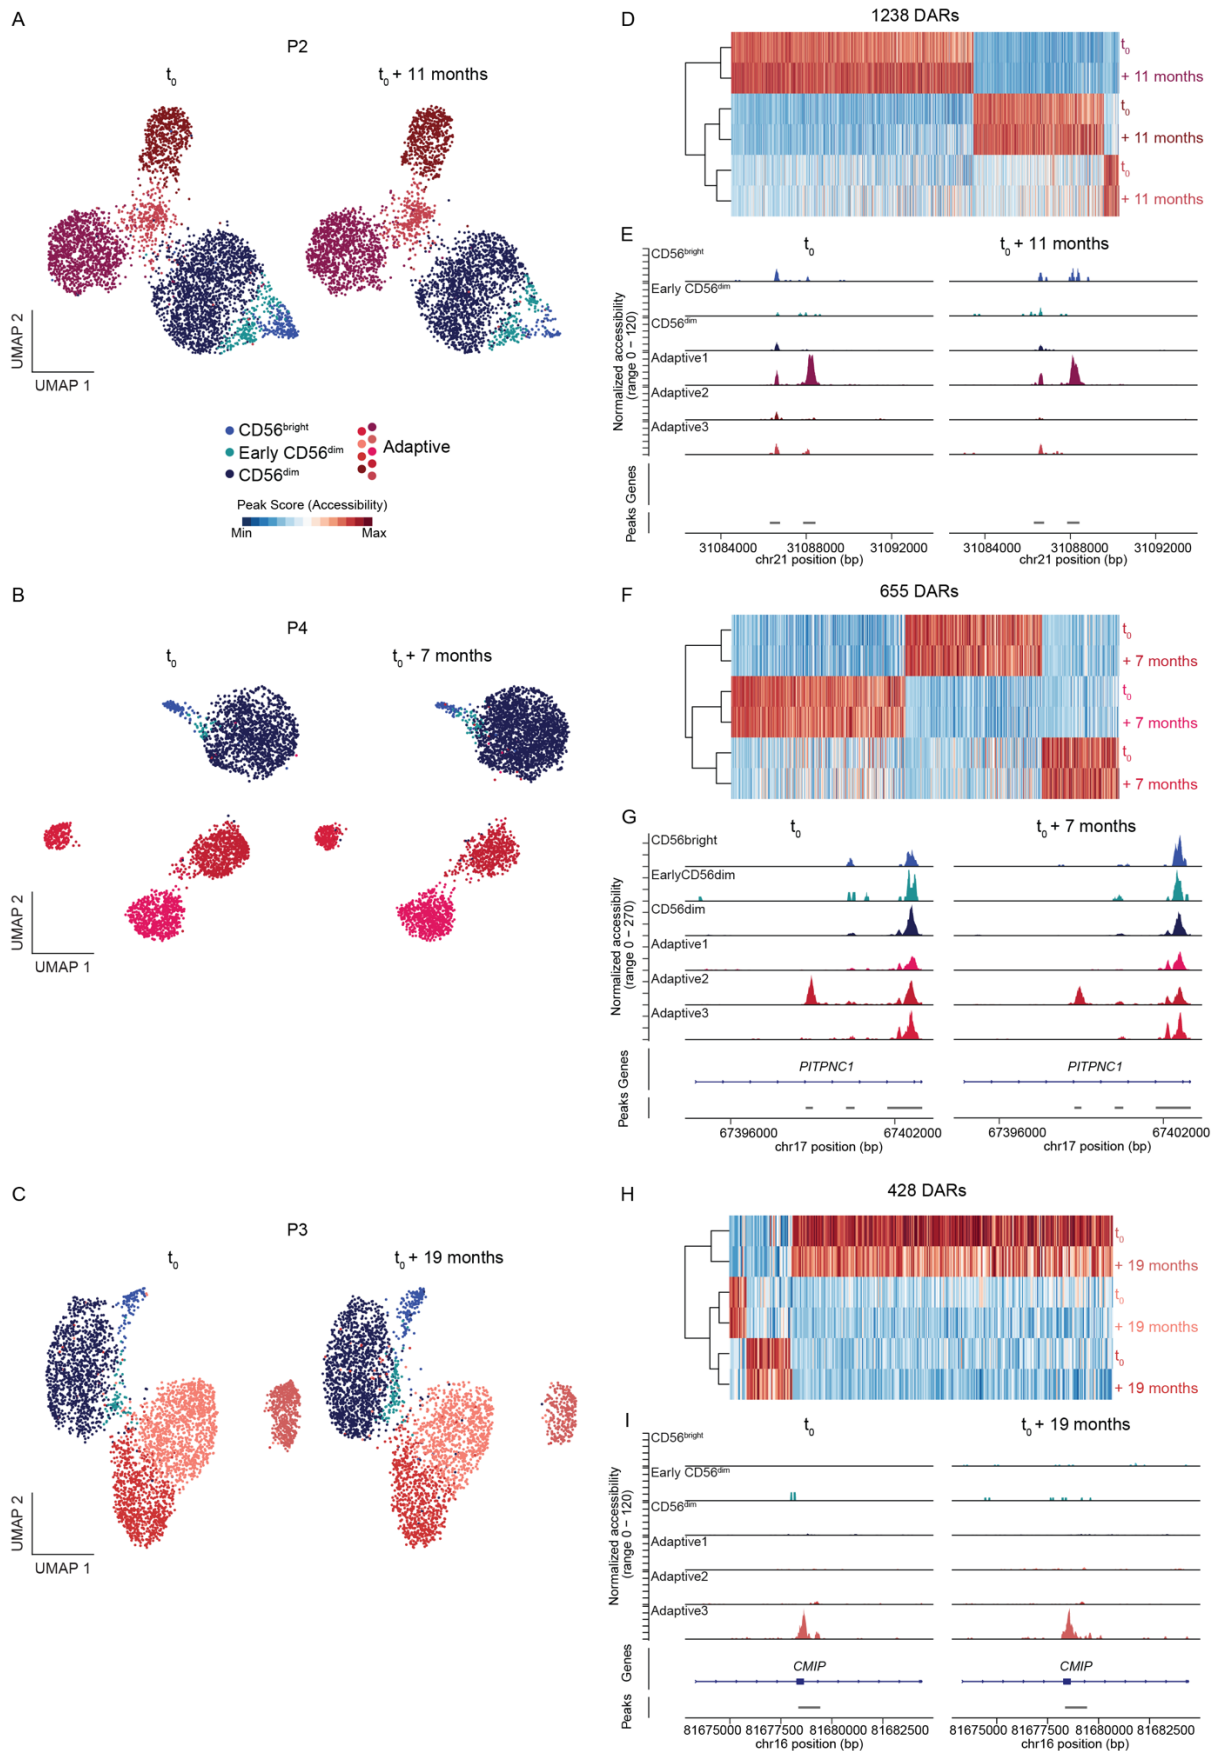 A
P2
t0
t0 + 11 months
UMAP 2
UMAP 1
CD56bright
Early CD56dim
CD56dim
Adaptive
Peak Score (Accessibility)
Min
Max
D
1238 DARs
t0
+ 11 months
t0
+ 11 months
t0
+ 11 months
E
t0
t0 + 11 months
Normalized accessibility
(range 0 – 120)
CD56bright
Early CD56dim
CD56dim
Adaptive1
Adaptive2
Adaptive3
Genes
Peaks
31084000 31088000 31092000
31084000 31088000 31092000
chr21 position (bp)
chr21 position (bp)
B
P4
t0
t0 + 7 months
UMAP 2
UMAP 1
F
655 DARs
t0
+ 7 months
t0
+ 7 months
t0
+ 7 months
G
t0
t0 + 7 months
Normalized accessibility
(range 0 – 270)
CD56bright
EarlyCD56dim
CD56dim
Adaptive1
Adaptive2
Adaptive3
Genes
PITPNC1
PITPNC1
Peaks
67396000 67402000
67396000 67402000
chr17 position (bp)
chr17 position (bp)
C
P3
t0
t0 + 19 months
UMAP 2
UMAP 1
H
428 DARs
t0
+ 19 months
t0
+ 19 months
t0
+ 19 months
I
t0
t0 + 19 months
Normalized accessibility
(range 0 – 120)
CD56bright
Early CD56dim
CD56dim
Adaptive1
Adaptive2
Adaptive3
Genes
CMIP
CMIP
Peaks
81675000 81677500 81680000 81682500
81675000 81677500 81680000 81682500
chr16 position (bp)
chr16 position (bp)